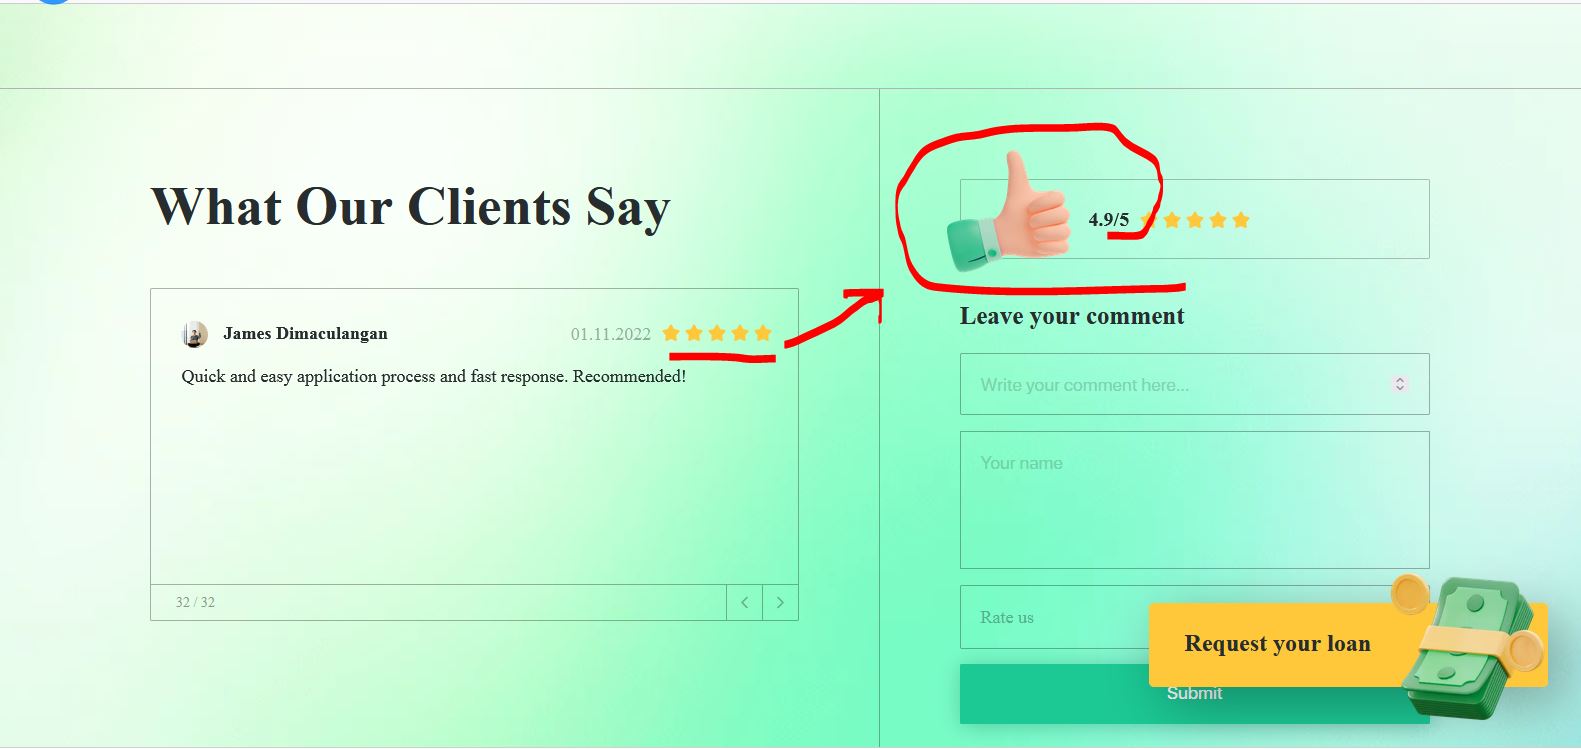 What Our Clients Say
James Dimaculangan 01.11.2022
Quick and easy application process and fast response. Recommended!
32 / 32
4.9/5
Leave your comment
Write your comment here...
Your name
Rate us
Request your loan
Submit